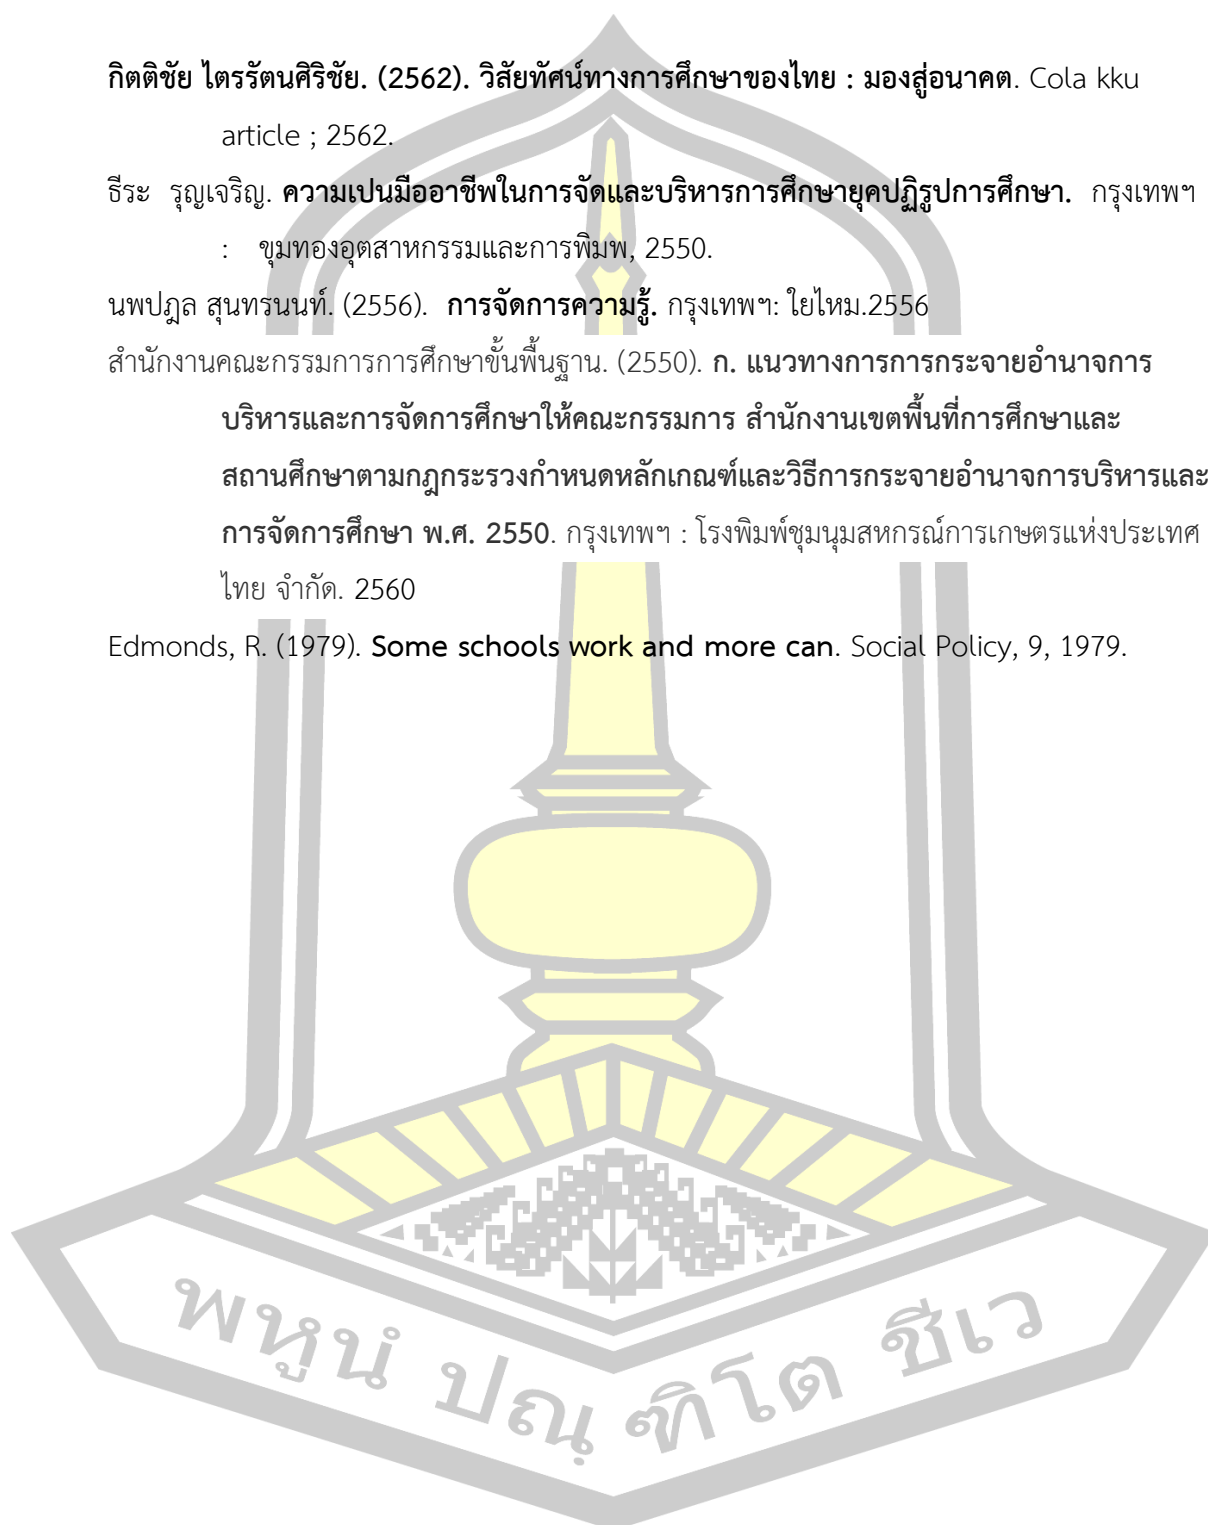 กิตติชัย ไตรรัตนศิริชัย. (2562). วิสัยทัศน์ทางการศึกษาของไทย : มองสู่อนาคต. Cola kku
article ; 2562.
ธีระ รุญเจริญ. ความเปนมืออาชีพในการจัดและบริหารการศึกษายุคปฏิรูปการศึกษา. กรุงเทพฯ
: ขุมทองอุตสาหกรรมและการพิมพ, 2550.
นพปฎล สุนทรนนท์. (2556). การจัดการความรู้. กรุงเทพฯ: ใยไหม.2556
สำนักงานคณะกรรมการการศึกษาขั้นพื้นฐาน. (2550). ก. แนวทางการการกระจายอำนาจการ
บริหารและการจัดการศึกษาให้คณะกรรมการ สำนักงานเขตพื้นที่การศึกษาและ
สถานศึกษาตามกฎกระรวงกำหนดหลักเกณฑ์และวิธีการกระจายอำนาจการบริหารและ
การจัดการศึกษา พ.ศ. 2550. กรุงเทพฯ : โรงพิมพ์ชุมนุมสหกรณ์การเกษตรแห่งประเทศ
ไทย จำกัด. 2560
Edmonds, R. (1979). Some schools work and more can. Social Policy, 9, 1979.
พหูนํ ปณฺฑิโต ชีเว